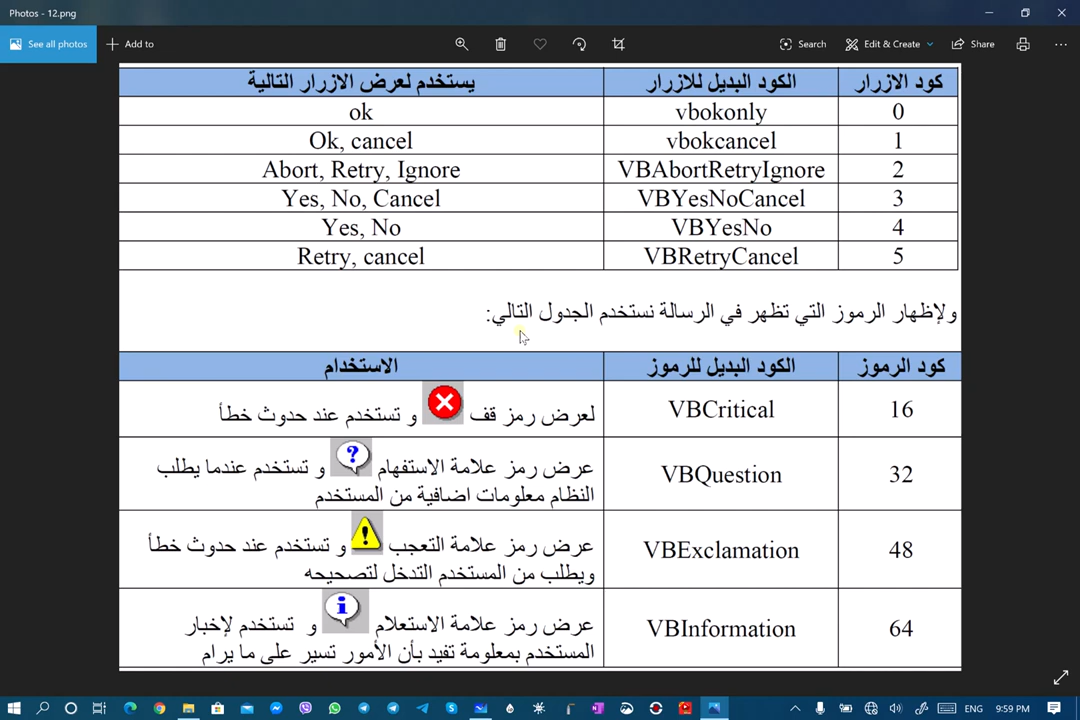 Photos - 12.png
See all photos
Add to
Search
Edit & Create
Share
كود الازرار	الكود البديل للازرار	يستخدم لعرض الازرار التالية
0	vbokonly	ok
1	vbokcancel	Ok, cancel
2	VBAbortRetryIgnore	Abort, Retry, Ignore
3	VBYesNoCancel	Yes, No, Cancel
4	VBYesNo	Yes, No
5	VBRetryCancel	Retry, cancel
ولإظهار الرموز التي تظهر في الرسالة نستخدم الجدول التالي:
كود الرموز	الكود البديل للرموز	الاستخدام
16	VBCritical	لعرض رمز قف و تستخدم عند حدوث خطأ
32	VBQuestion	عرض رمز علامة الاستفهام و تستخدم عندما يطلب
النظام معلومات اضافية من المستخدم
48	VBExclamation	عرض رمز علامة التعجب و تستخدم عند حدوث خطأ
ويطلب من المستخدم التدخل لتصحيحه
64	VBInformation	عرض رمز علامة الاستعلام و تستخدم لإخبار
المستخدم بمعلومة تفيد بأن الأمور تسير على ما يرام
ENG
9:59 PM